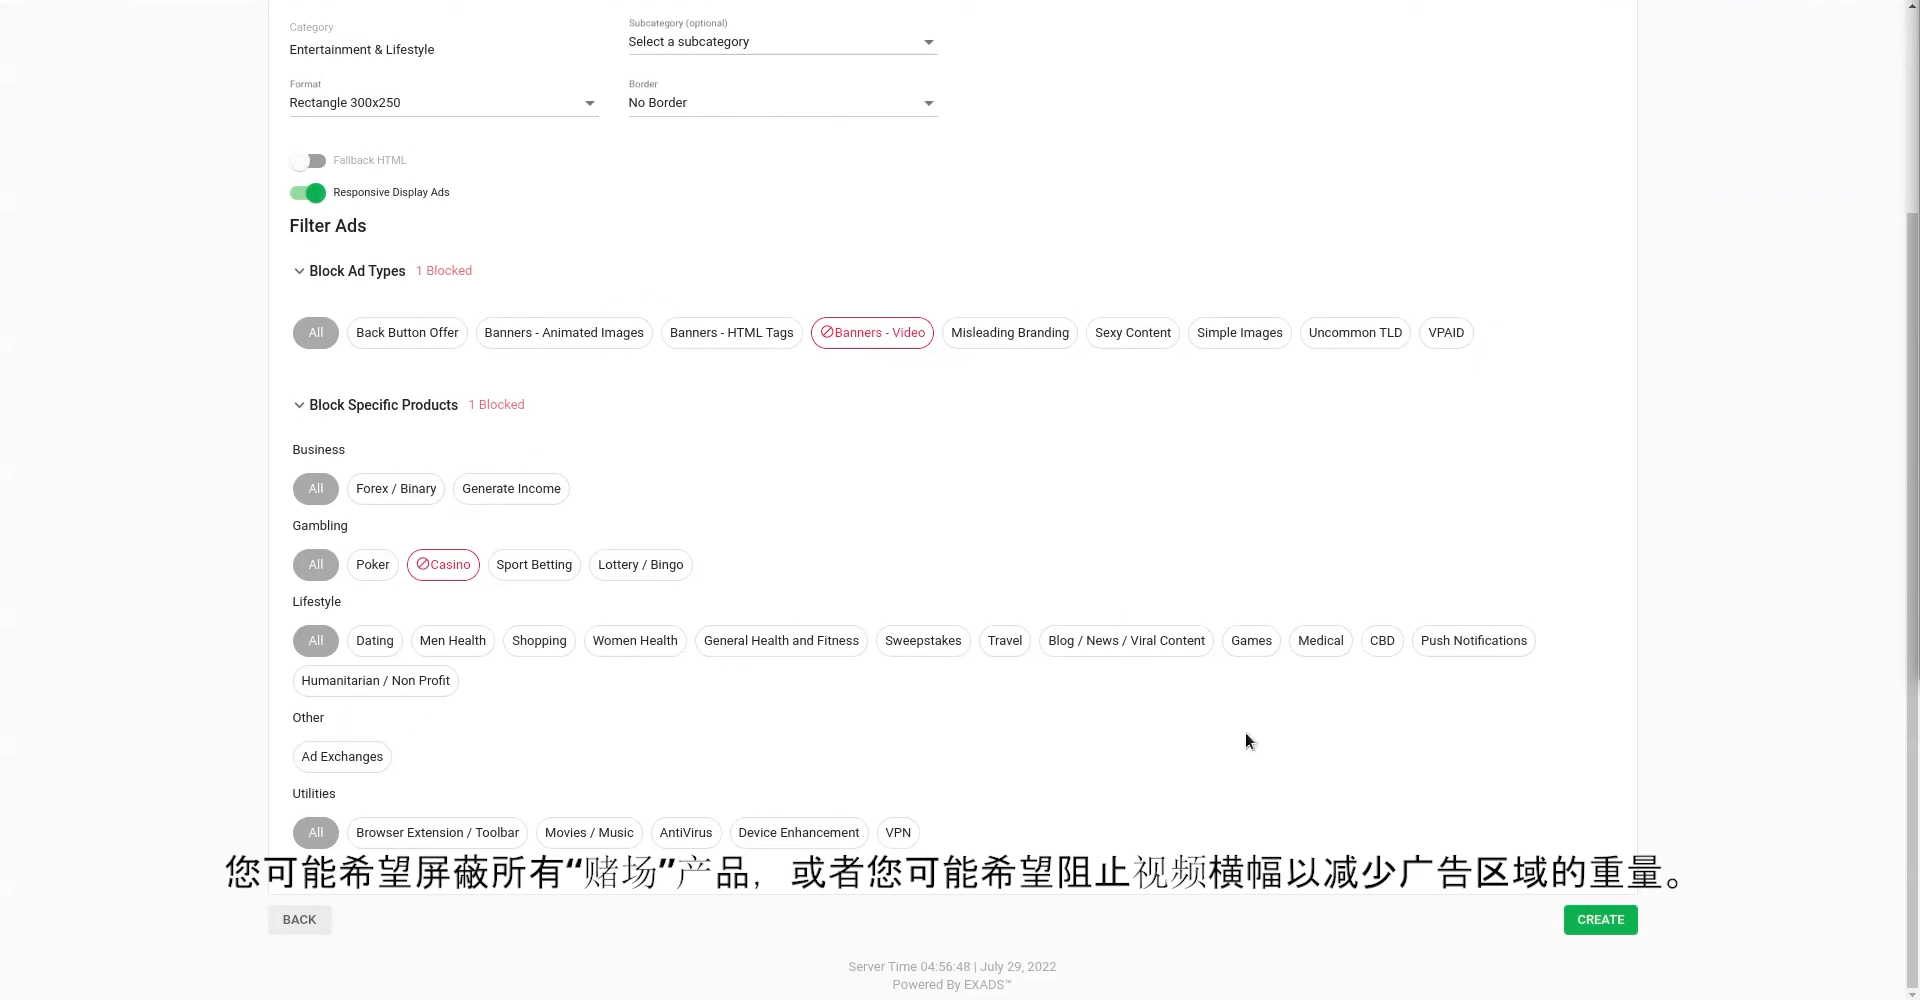 Category
Subcategory (optional)
Entertainment & Lifestyle
Select a subcategory
Format
Border
Rectangle 300x250
No Border
Fallback HTML
Responsive Display Ads
Filter Ads
Block Ad Types 1 Blocked
All Back Button Offer Banners - Animated Images Banners - HTML Tags Banners - Video Misleading Branding Sexy Content Simple Images Uncommon TLD VPAID
Block Specific Products 1 Blocked
Business
All Forex / Binary Generate Income
Gambling
All Poker Casino Sport Betting Lottery / Bingo
Lifestyle
All Dating Men Health Shopping Women Health General Health and Fitness Sweepstakes Travel Blog / News / Viral Content Games Medical CBD Push Notifications
Humanitarian / Non Profit
Other
Ad Exchanges
Utilities
All Browser Extension / Toolbar Movies / Music AntiVirus Device Enhancement VPN
您可能希望屏蔽所有“赌场”产品，或者您可能希望阻止视频横幅以减少广告区域的重量。
BACK CREATE
Server Time 04:56:48 | July 29, 2022
Powered By EXADS™